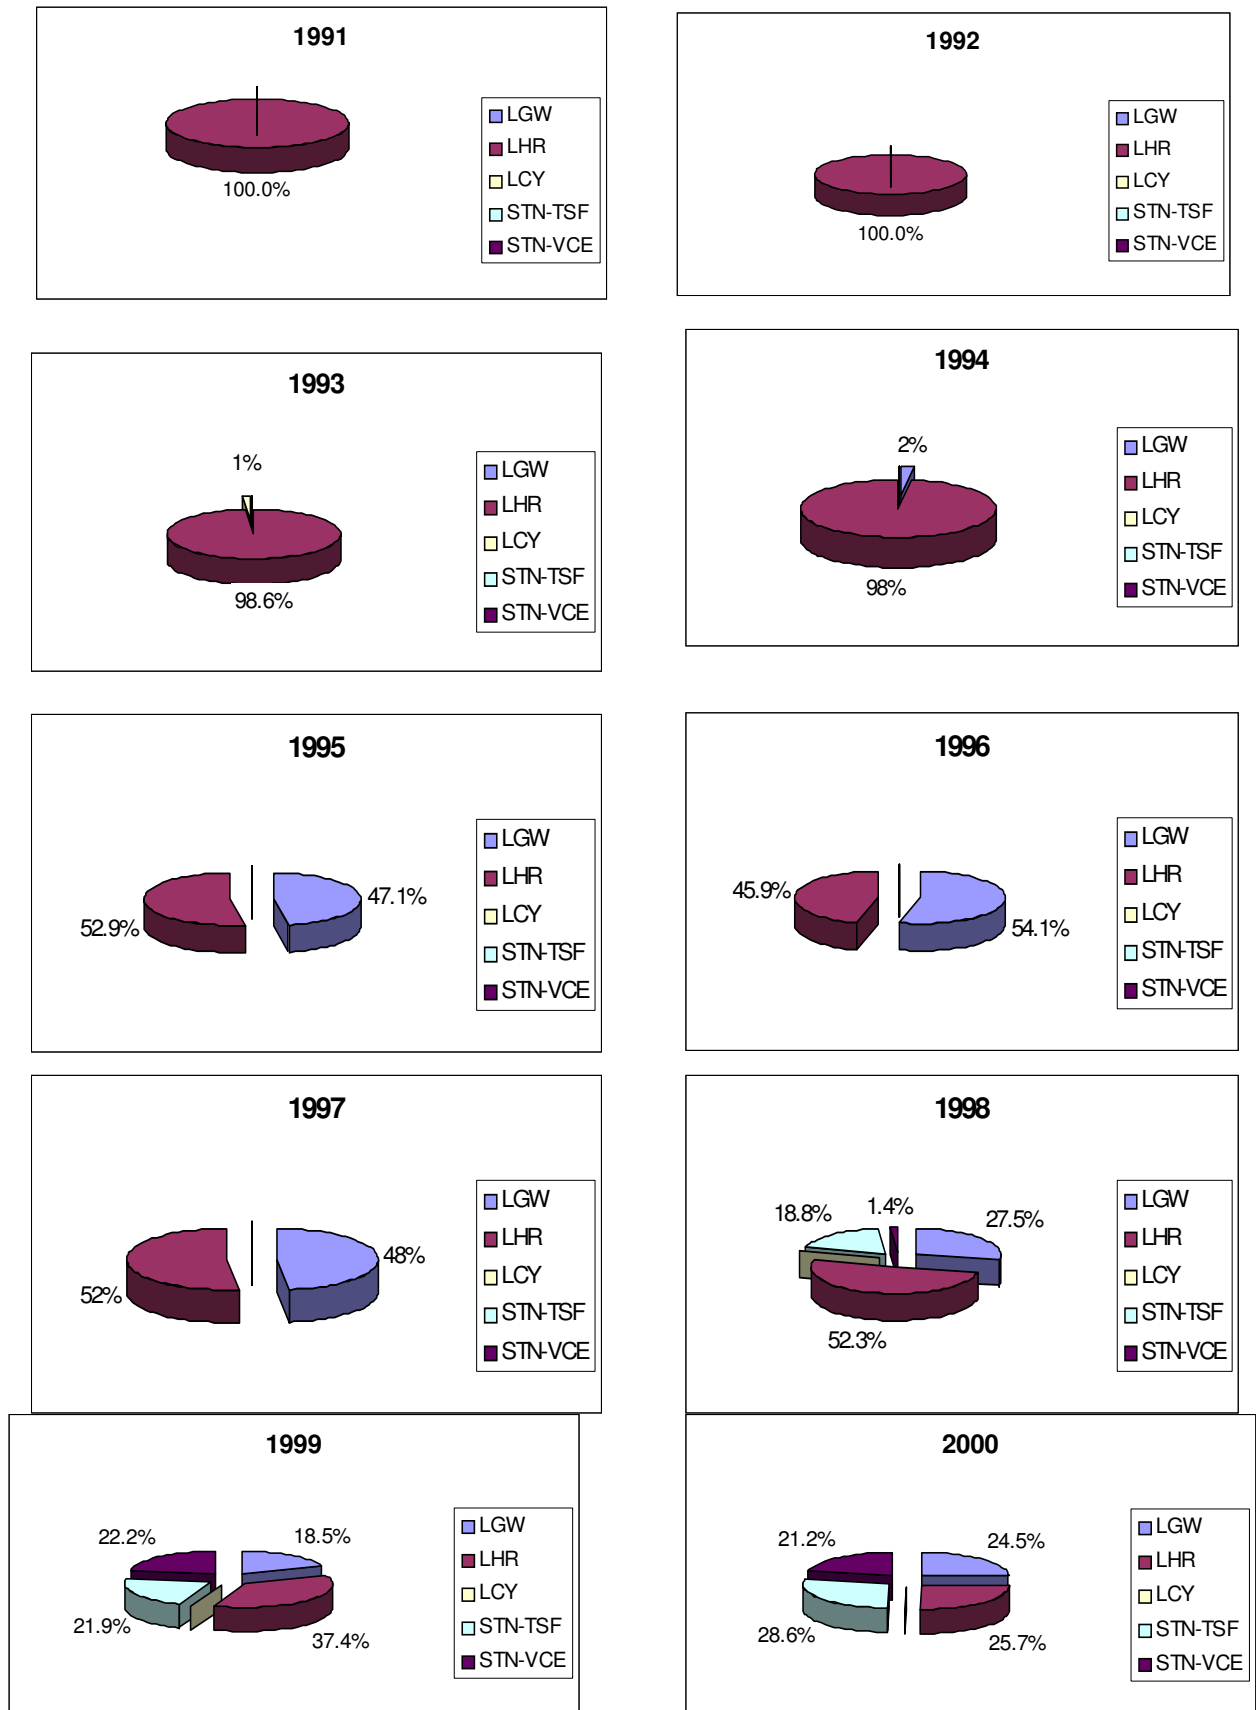 1991
LGW
LHR
LCY
STN-TSF
STN-VCE
100.0%
1992
LGW
LHR
LCY
STN-TSF
STN-VCE
100.0%
1993
1%
LGW
LHR
LCY
STN-TSF
STN-VCE
98.6%
1994
2%
LGW
LHR
LCY
STN-TSF
STN-VCE
98%
1995
LGW
LHR
LCY
STN-TSF
STN-VCE
47.1%
52.9%
1996
LGW
LHR
LCY
STN-TSF
STN-VCE
45.9%
54.1%
1997
LGW
LHR
LCY
STN-TSF
STN-VCE
48%
52%
1998
18.8%
1.4%
27.5%
LGW
LHR
LCY
STN-TSF
STN-VCE
52.3%
1999
22.2%
18.5%
LGW
LHR
LCY
STN-TSF
STN-VCE
21.9%
37.4%
2000
21.2%
24.5%
LGW
LHR
LCY
STN-TSF
STN-VCE
28.6%
25.7%